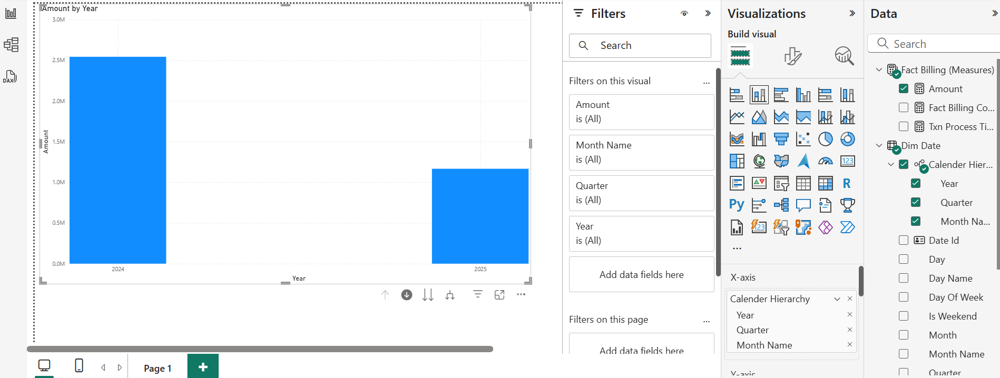 Amount by Year
3.0M
2.5M
2.0M
1.5M
1.0M
0.5M
0.0M
Amount
2024
2025
Year
DAX
Page 1
Filters
Search
Filters on this visual
...
Amount
is (All)
Month Name
is (All)
Quarter
is (All)
Year
is (All)
Add data fields here
Filters on this page
...
Add data fields here
Visualizations
Build visual
123
R
Py
123
...
X-axis
Calender Hierarchy
Year
Quarter
Month Name
Y-axis
Data
Search
Fact Billing (Measures)
Amount
Fact Billing Co...
Txn Process Ti...
Dim Date
Calender Hier...
Year
Quarter
Month Na...
Date Id
Day
Day Name
Day Of Week
Is Weekend
Month
Month Name
Quarter